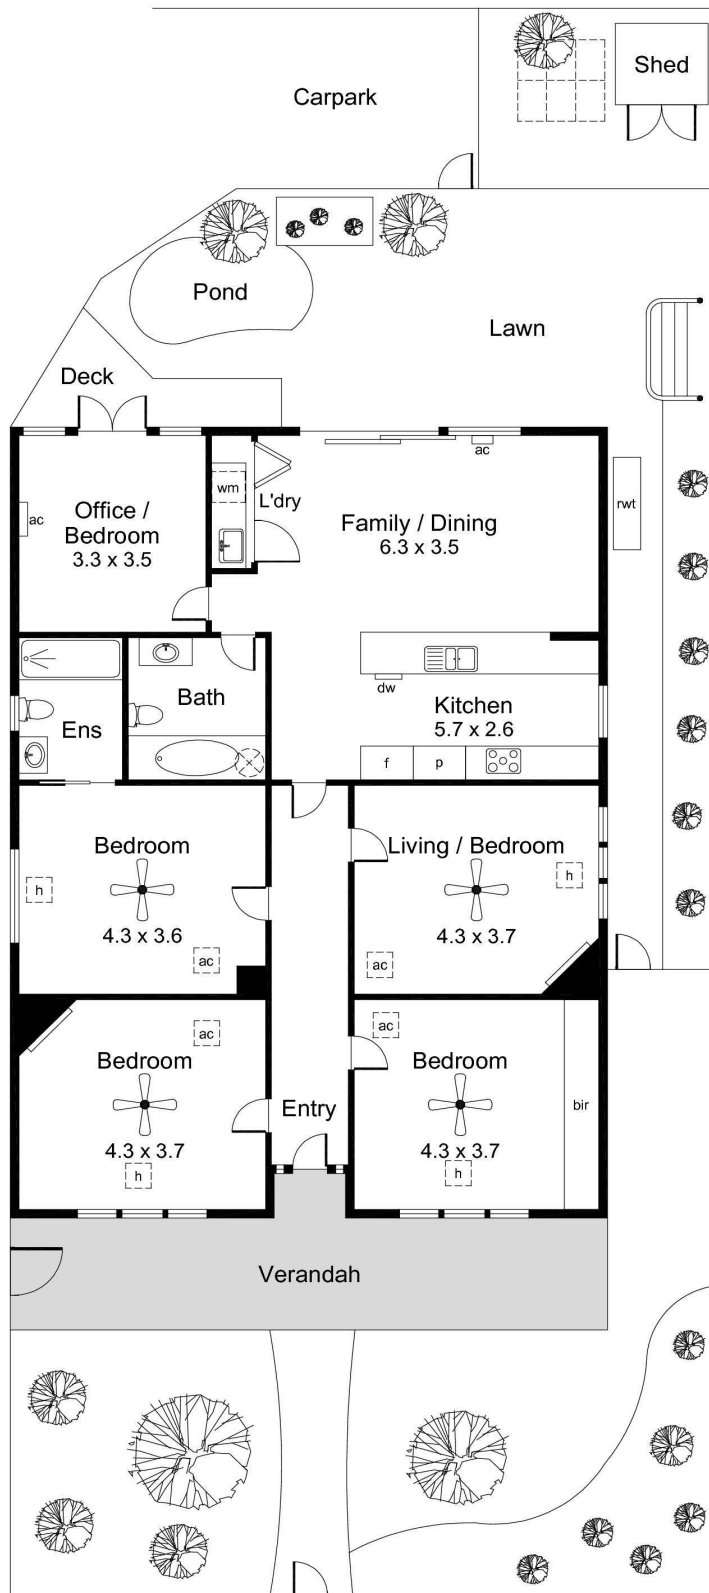 Carpark
Shed
Pond
Lawn
Deck
ac
wm
L'dry
ac
Office /
Bedroom
3.3 x 3.5
Family / Dining
6.3 x 3.5
rwt
dw
Bath
Ens
Kitchen
5.7 x 2.6
f
p
Bedroom
h
4.3 x 3.6
ac
Living / Bedroom
h
4.3 x 3.7
ac
ac
Bedroom
4.3 x 3.7
h
Entry
ac
Bedroom
bir
4.3 x 3.7
h
Verandah